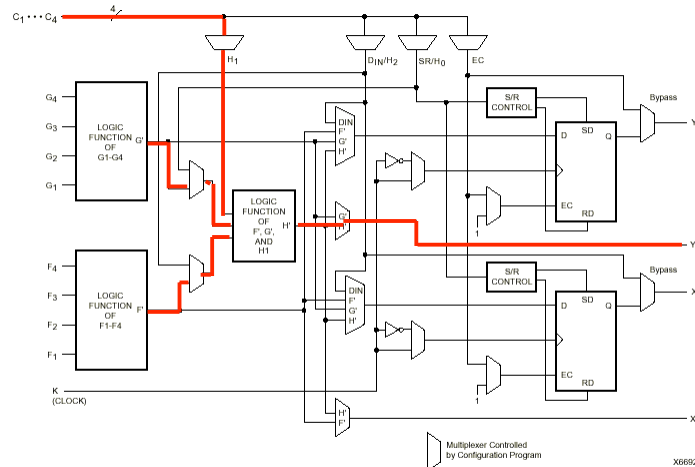 C1 ••• C4
4
H1
DIN/H2
SR/H0
EC
G4
G3
G2
G1
LOGIC
FUNCTION
OF
G1-G4
G'
LOGIC
FUNCTION
OF
F', G',
AND
H1
H'
DIN
F'
G'
H'
S/R
CONTROL
Bypass
D
SD
Q
EC
RD
1
Y
G'
H'
Y
F4
F3
F2
F1
LOGIC
FUNCTION
OF
F1-F4
F'
DIN
F'
G'
H'
S/R
CONTROL
Bypass
D
SD
Q
EC
RD
1
X
K
(CLOCK)
H'
F'
X
Multiplexer Controlled
by Configuration Program
X6692